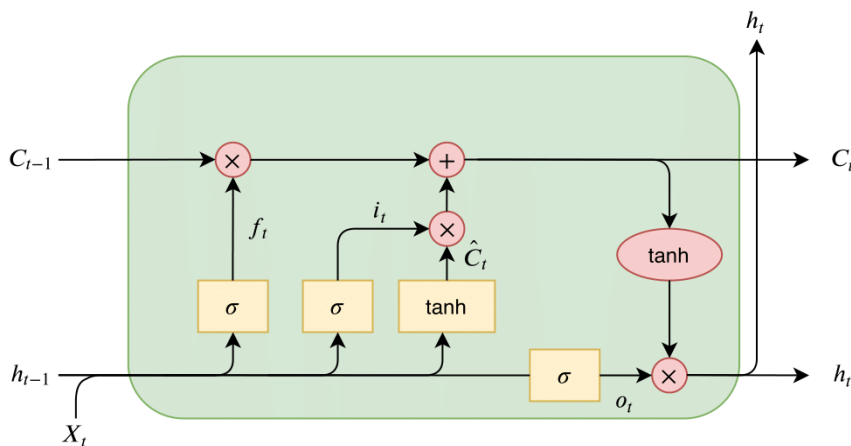 h_t
C_{t-1} × + C_t
f_t i_t ×
Ĉ_t tanh
σ σ tanh
h_{t-1} σ × h_t
o_t
X_t